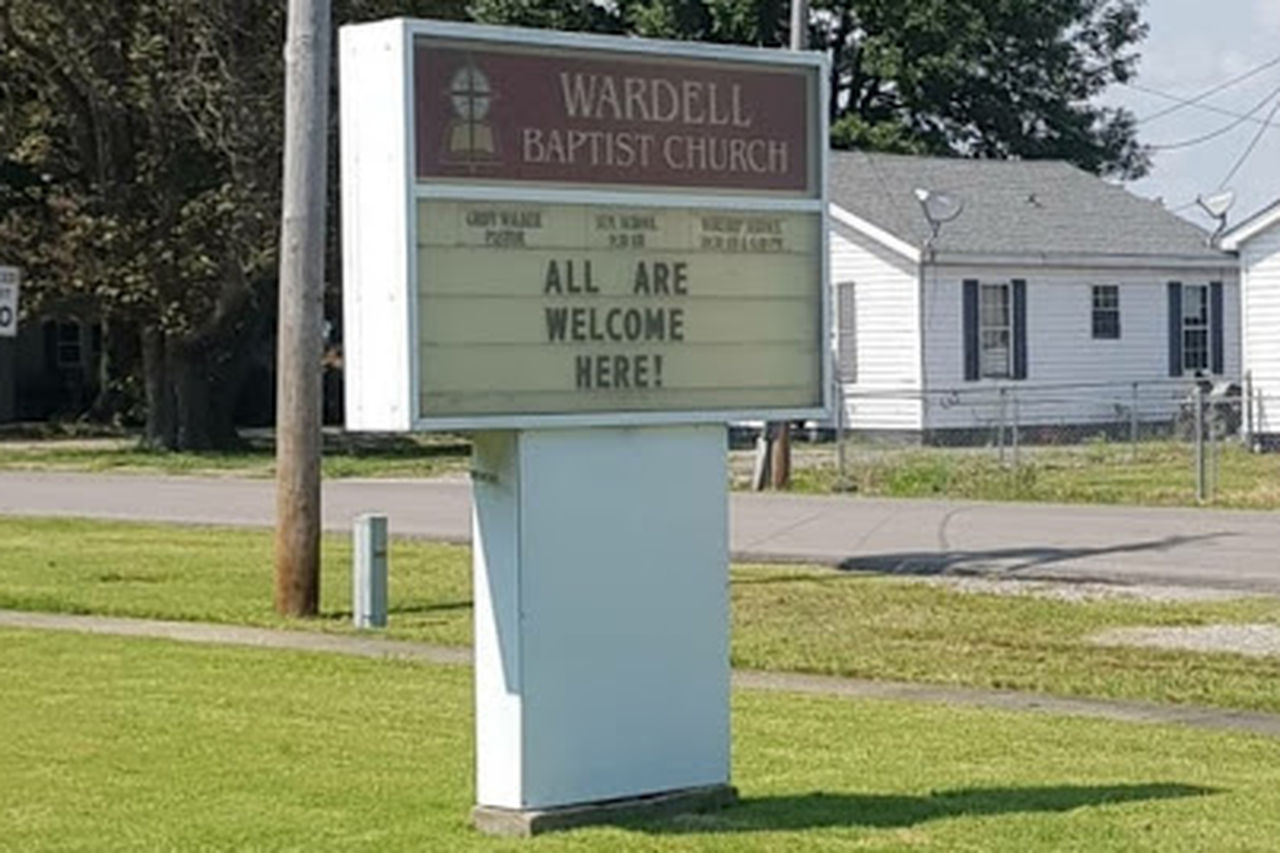 WARDELL
BAPTIST CHURCH
PASTOR
SUN. SCHOOL
WORSHIP SERVICE
ALL ARE
WELCOME
HERE!